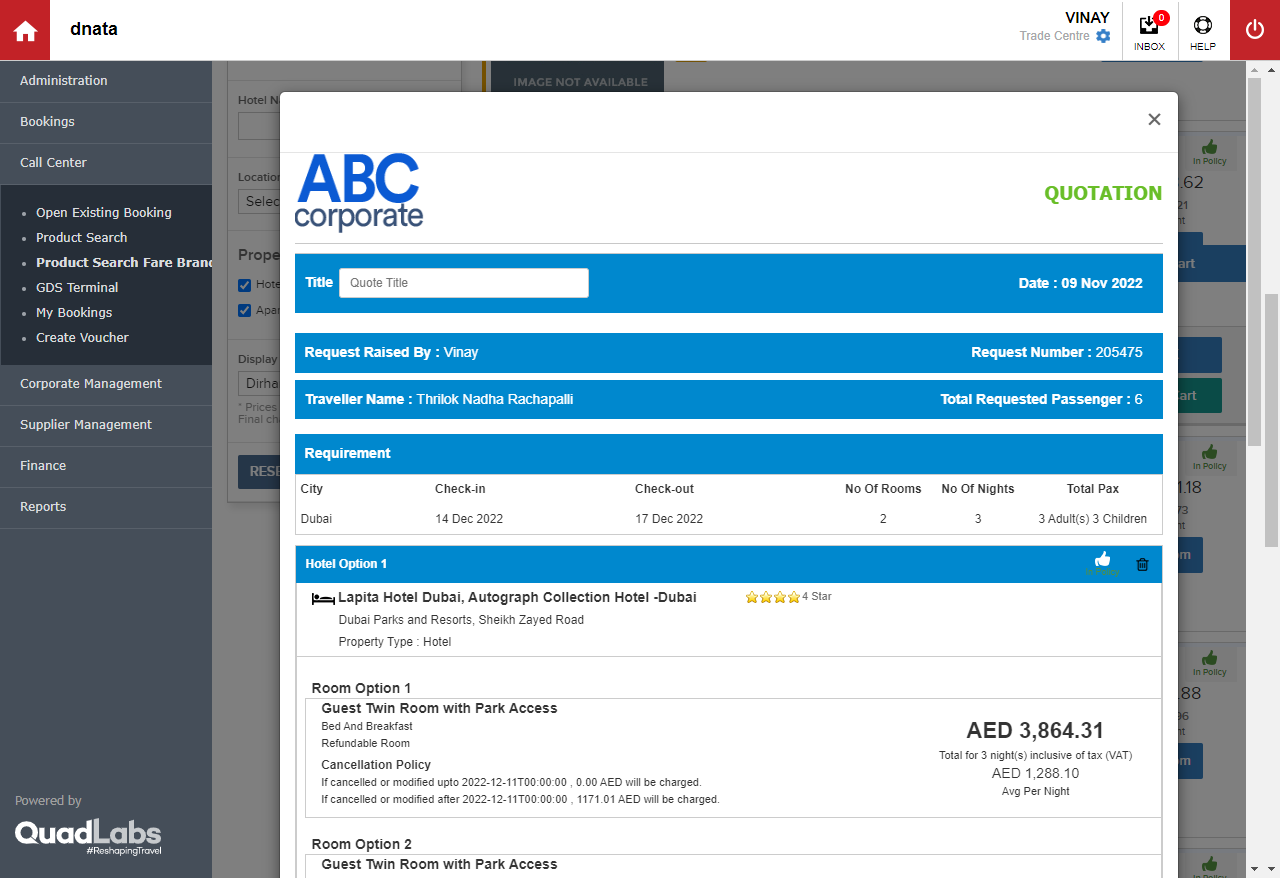 dnata
VINAY
Trade Centre
0
INBOX
HELP
Administration
Bookings
Call Center
Open Existing Booking
Product Search
Product Search Fare Brand
GDS Terminal
My Bookings
Create Voucher
Corporate Management
Supplier Management
Finance
Reports
Powered by
QuadLabs
#ReshapingTravel
IMAGE NOT AVAILABLE
Hotel Na
Location
Selec
Prope
Hote
Apar
Display
Dirha
* Prices
Final ch
RESE
×
ABC
corporate
QUOTATION
Title
Quote Title
Date : 09 Nov 2022
Request Raised By : Vinay
Request Number : 205475
Traveller Name : Thrilok Nadha Rachapalli
Total Requested Passenger : 6
Requirement
City Check-in Check-out No Of Rooms No Of Nights Total Pax
Dubai 14 Dec 2022 17 Dec 2022 2 3 3 Adult(s) 3 Children
Hotel Option 1
In Policy
Lapita Hotel Dubai, Autograph Collection Hotel -Dubai
4 Star
Dubai Parks and Resorts, Sheikh Zayed Road
Property Type : Hotel
Room Option 1
Guest Twin Room with Park Access
Bed And Breakfast
Refundable Room
Cancellation Policy
If cancelled or modified upto 2022-12-11T00:00:00 , 0.00 AED will be charged.
If cancelled or modified after 2022-12-11T00:00:00 , 1171.01 AED will be charged.
AED 3,864.31
Total for 3 night(s) inclusive of tax (VAT)
AED 1,288.10
Avg Per Night
Room Option 2
Guest Twin Room with Park Access
In Policy
.62
21
nt
art
Cart
In Policy
1.18
73
nt
om
In Policy
.88
96
nt
om
In Policy